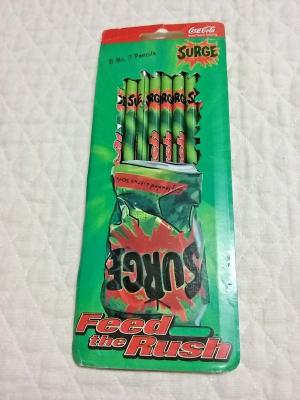 Coca-Cola
SURGE
8 No. 2 Pencils
SURGE
Feed
the Rush